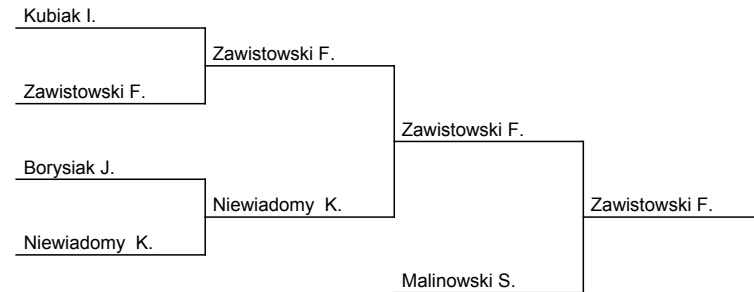 Kubiak I.
Zawistowski F.
Zawistowski F.
Zawistowski F.
Borysiak J.
Niewiadomy  K.
Zawistowski F.
Niewiadomy  K.
Malinowski S.